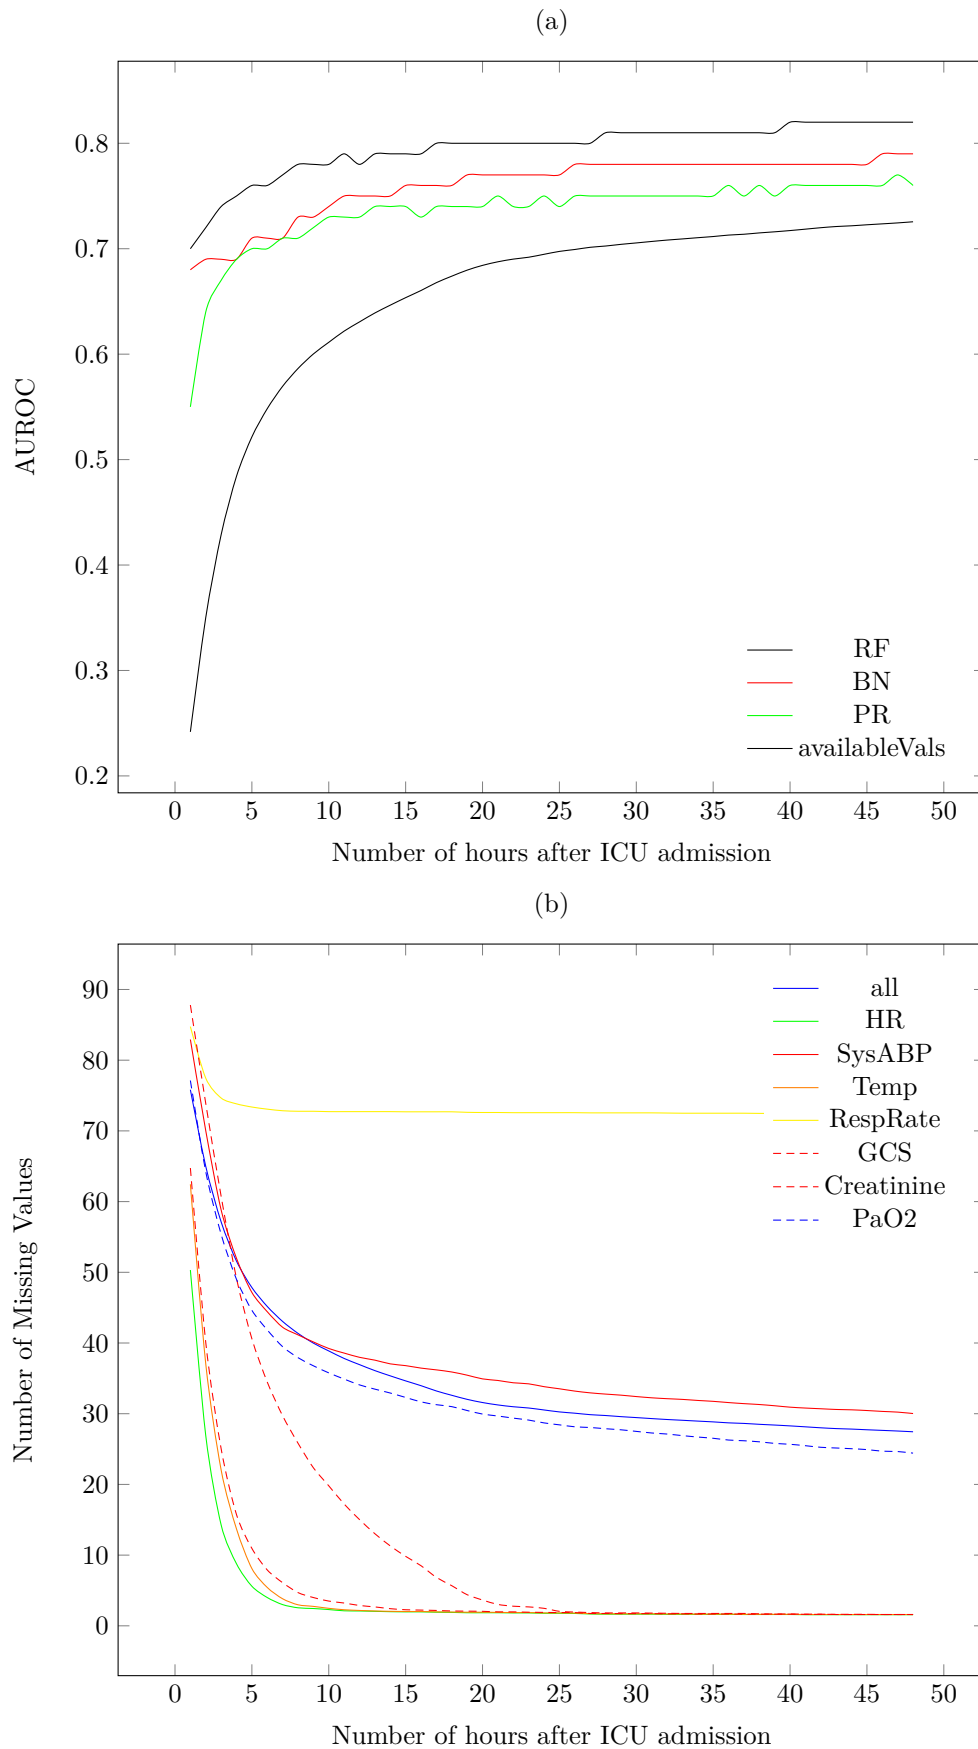 (a)
0.8
0.7
0.6
0.5
0.4
0.3
0.2
AUROC
RF
BN
PR
availableVals
0 5 10 15 20 25 30 35 40 45 50
Number of hours after ICU admission
(b)
90
80
70
60
50
40
30
20
10
0
Number of Missing Values
all
HR
SysABP
Temp
RespRate
GCS
Creatinine
PaO2
0 5 10 15 20 25 30 35 40 45 50
Number of hours after ICU admission